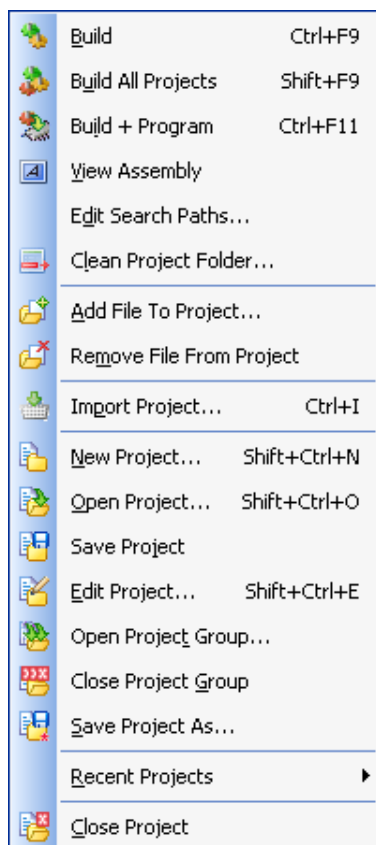 Build Ctrl+F9
Build All Projects Shift+F9
Build + Program Ctrl+F11
View Assembly
Edit Search Paths...
Clean Project Folder...
Add File To Project...
Remove File From Project
Import Project... Ctrl+I
New Project... Shift+Ctrl+N
Open Project... Shift+Ctrl+O
Save Project
Edit Project... Shift+Ctrl+E
Open Project Group...
Close Project Group
Save Project As...
Recent Projects
Close Project